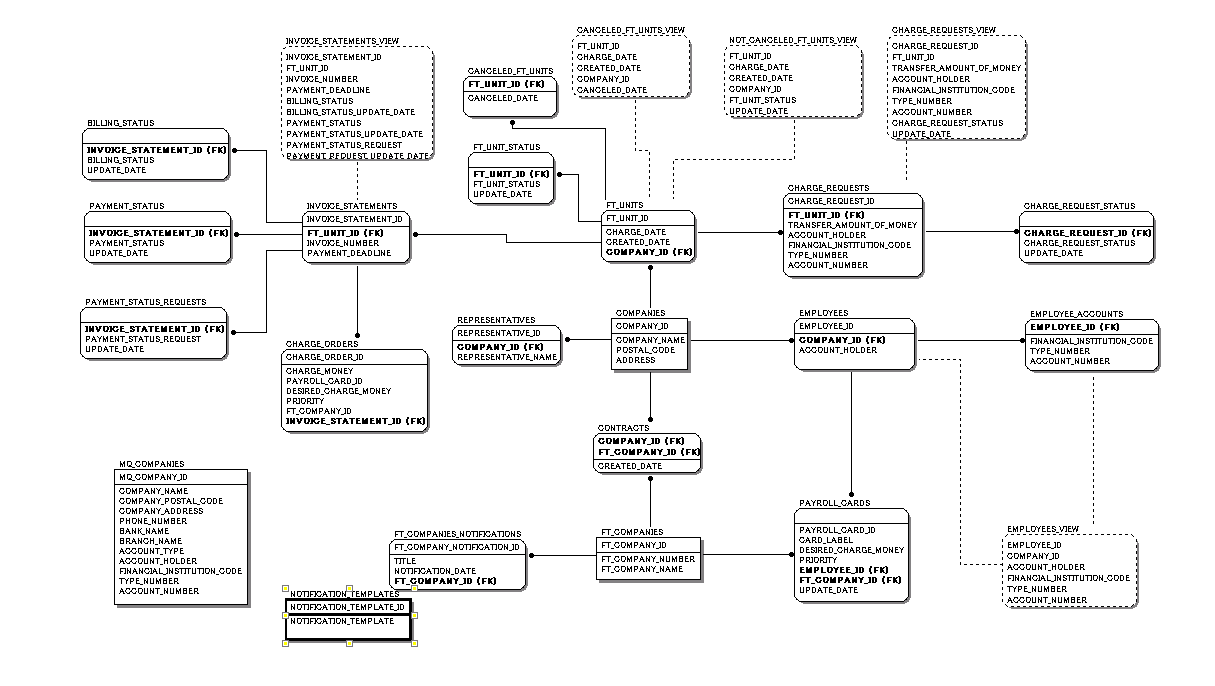 INVOICE_STATEMENTS_VIEW
INVOICE_STATEMENT_ID
FT_UNIT_ID
INVOICE_NUMBER
PAYMENT_DEADLINE
BILLING_STATUS
BILLING_STATUS_UPDATE_DATE
PAYMENT_STATUS
PAYMENT_STATUS_UPDATE_DATE
PAYMENT_STATUS_REQUEST
PAYMENT_REQUEST_UPDATE_DATE
CANCELED_FT_UNITS
FT_UNIT_ID (FK)
CANCELED_DATE
CANCELED_FT_UNITS_VIEW
FT_UNIT_ID
CHARGE_DATE
CREATED_DATE
COMPANY_ID
CANCELED_DATE
NOT_CANCELED_FT_UNITS_VIEW
FT_UNIT_ID
CHARGE_DATE
CREATED_DATE
COMPANY_ID
FT_UNIT_STATUS
UPDATE_DATE
CHARGE_REQUESTS_VIEW
CHARGE_REQUEST_ID
FT_UNIT_ID
TRANSFER_AMOUNT_OF_MONEY
ACCOUNT_HOLDER
FINANCIAL_INSTITUTION_CODE
TYPE_NUMBER
ACCOUNT_NUMBER
CHARGE_REQUEST_STATUS
UPDATE_DATE
BILLING_STATUS
INVOICE_STATEMENT_ID (FK)
BILLING_STATUS
UPDATE_DATE
FT_UNIT_STATUS
FT_UNIT_ID (FK)
FT_UNIT_STATUS
UPDATE_DATE
PAYMENT_STATUS
INVOICE_STATEMENT_ID (FK)
PAYMENT_STATUS
UPDATE_DATE
INVOICE_STATEMENTS
INVOICE_STATEMENT_ID
FT_UNIT_ID (FK)
INVOICE_NUMBER
PAYMENT_DEADLINE
FT_UNITS
FT_UNIT_ID
CHARGE_DATE
CREATED_DATE
COMPANY_ID (FK)
CHARGE_REQUESTS
CHARGE_REQUEST_ID
FT_UNIT_ID (FK)
TRANSFER_AMOUNT_OF_MONEY
ACCOUNT_HOLDER
FINANCIAL_INSTITUTION_CODE
TYPE_NUMBER
ACCOUNT_NUMBER
CHARGE_REQUEST_STATUS
CHARGE_REQUEST_ID (FK)
CHARGE_REQUEST_STATUS
UPDATE_DATE
PAYMENT_STATUS_REQUESTS
INVOICE_STATEMENT_ID (FK)
PAYMENT_STATUS_REQUEST
UPDATE_DATE
CHARGE_ORDERS
CHARGE_ORDER_ID
CHARGE_MONEY
PAYROLL_CARD_ID
DESIRED_CHARGE_MONEY
PRIORITY
FT_COMPANY_ID
INVOICE_STATEMENT_ID (FK)
REPRESENTATIVES
REPRESENTATIVE_ID
COMPANY_ID (FK)
REPRESENTATIVE_NAME
COMPANIES
COMPANY_ID
COMPANY_NAME
POSTAL_CODE
ADDRESS
EMPLOYEES
EMPLOYEE_ID
COMPANY_ID (FK)
ACCOUNT_HOLDER
EMPLOYEE_ACCOUNTS
EMPLOYEE_ID (FK)
FINANCIAL_INSTITUTION_CODE
TYPE_NUMBER
ACCOUNT_NUMBER
CONTRACTS
COMPANY_ID (FK)
FT_COMPANY_ID (FK)
CREATED_DATE
MQ_COMPANIES
MQ_COMPANY_ID
COMPANY_NAME
COMPANY_POSTAL_CODE
COMPANY_ADDRESS
PHONE_NUMBER
BANK_NAME
BRANCH_NAME
ACCOUNT_TYPE
ACCOUNT_HOLDER
FINANCIAL_INSTITUTION_CODE
TYPE_NUMBER
ACCOUNT_NUMBER
FT_COMPANIES_NOTIFICATIONS
FT_COMPANY_NOTIFICATION_ID
TITLE
NOTIFICATION_DATE
FT_COMPANY_ID (FK)
FT_COMPANIES
FT_COMPANY_ID
FT_COMPANY_NUMBER
FT_COMPANY_NAME
PAYROLL_CARDS
PAYROLL_CARD_ID
CARD_LABEL
DESIRED_CHARGE_MONEY
PRIORITY
EMPLOYEE_ID (FK)
FT_COMPANY_ID (FK)
UPDATE_DATE
EMPLOYEES_VIEW
EMPLOYEE_ID
COMPANY_ID
ACCOUNT_HOLDER
FINANCIAL_INSTITUTION_CODE
TYPE_NUMBER
ACCOUNT_NUMBER
NOTIFICATION_TEMPLATES
NOTIFICATION_TEMPLATE_ID
NOTIFICATION_TEMPLATE